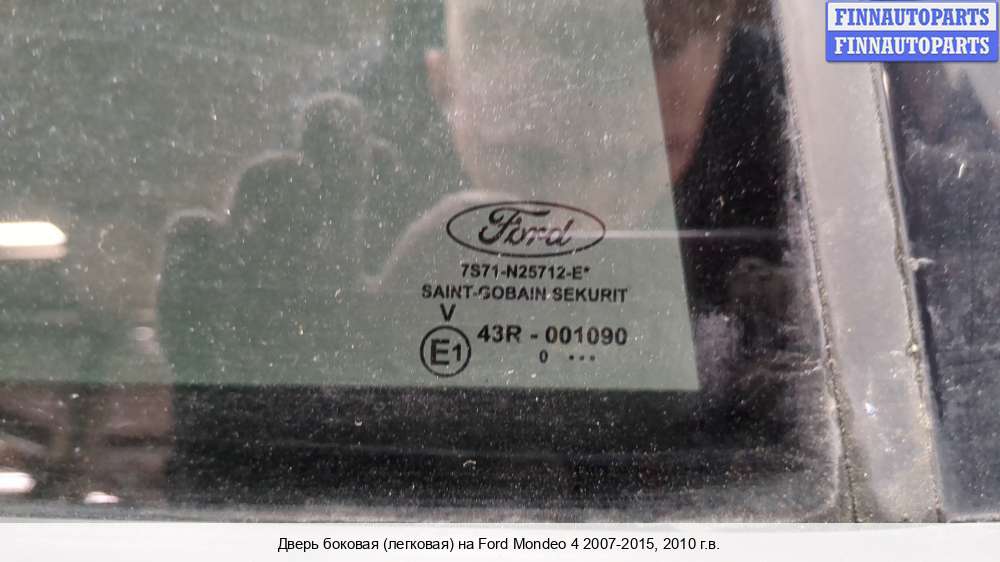 FINNAUTOPARTS
FINNAUTOPARTS
Ford
7S71-N25712-E*
SAINT-GOBAIN SEKURIT
V
E1 43R - 001090
0 ...
Дверь боковая (легковая) на Ford Mondeo 4 2007-2015, 2010 г.в.